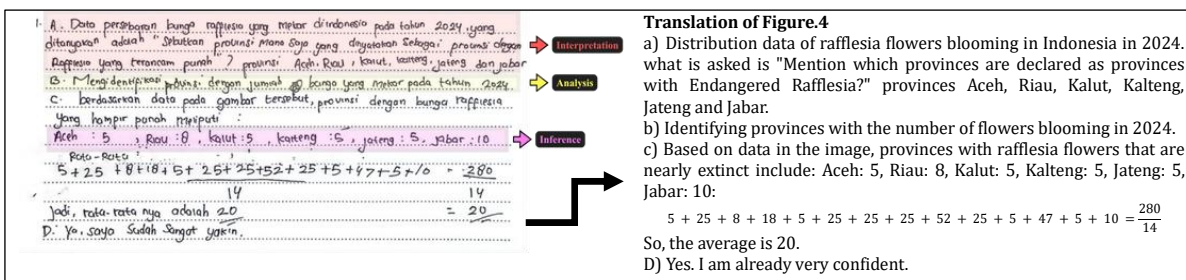 1. A. Data persebaran bunga rafflesia yang mekar di indonesia pada tahun 2024. yang
ditanyakan adalah "Sebutkan provinsi mana saja yang dinyatakan sebagai provinsi dengan
Rafflesia yang terancam punah ? provinsi Aceh, Riau, kalut, kalteng, jateng dan jabar
B. Mengidentifikasi provinsi dengan jumlah bunga yang mekar pada tahun 2024.
C. berdasarkan data pada gambar tersebut, provinsi dengan bunga rafflesia
yang hampir punah meliputi :
Aceh : 5 , Riau : 8 , kalut : 5 , kalteng : 5 , jateng : 5 , jabar : 10
Rata-Rata :
5+25 +8+18+5+ 25+25+52+25+5+47+5+10 = 280
14 14
Jadi, rata-rata nya adalah 20 = 20
D. Ya, saya Sudah Sangat yakin.
Interpretation
Analysis
Inference
Translation of Figure.4
a) Distribution data of rafflesia flowers blooming in Indonesia in 2024.
what is asked is "Mention which provinces are declared as provinces
with Endangered Rafflesia?" provinces Aceh, Riau, Kalut, Kalteng,
Jateng and Jabar.
b) Identifying provinces with the number of flowers blooming in 2024.
c) Based on data in the image, provinces with rafflesia flowers that are
nearly extinct include: Aceh: 5, Riau: 8, Kalut: 5, Kalteng: 5, Jateng: 5,
Jabar: 10:
5 + 25 + 8 + 18 + 5 + 25 + 25 + 25 + 52 + 25 + 5 + 47 + 5 + 10 = 280
14
So, the average is 20.
D) Yes. I am already very confident.